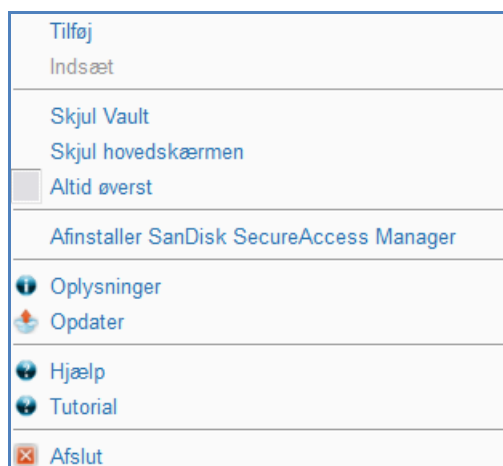 Tilføj
Indsæt
Skjul Vault
Skjul hovedskærmen
Altid øverst
Afinstaller SanDisk SecureAccess Manager
Oplysninger
Opdater
Hjælp
Tutorial
Afslut